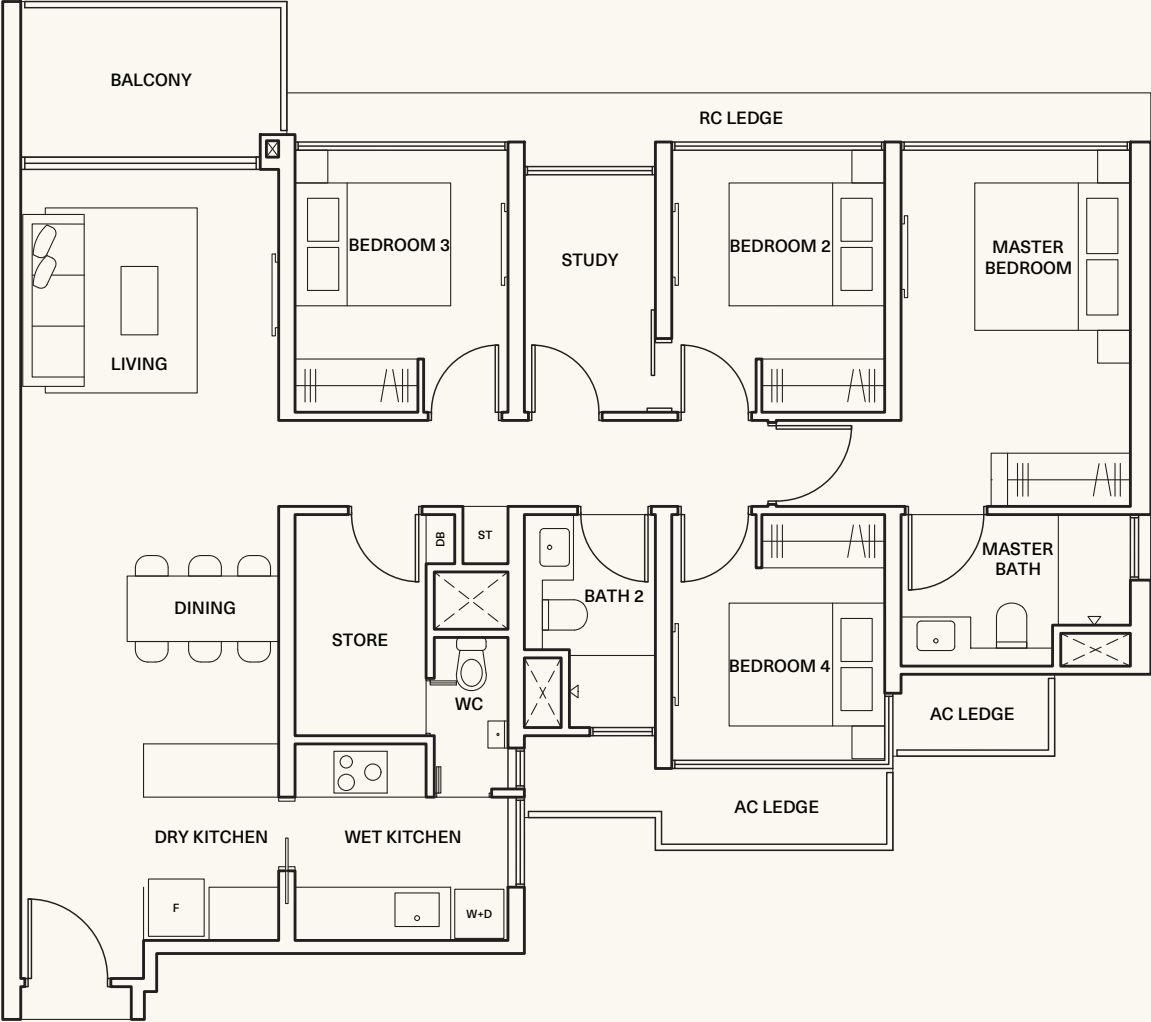 BALCONY
RC LEDGE
BEDROOM 3
STUDY
BEDROOM 2
MASTER
BEDROOM
LIVING
DB
ST
MASTER
BATH
BATH 2
DINING
STORE
BEDROOM 4
WC
AC LEDGE
AC LEDGE
DRY KITCHEN
WET KITCHEN
F
W+D